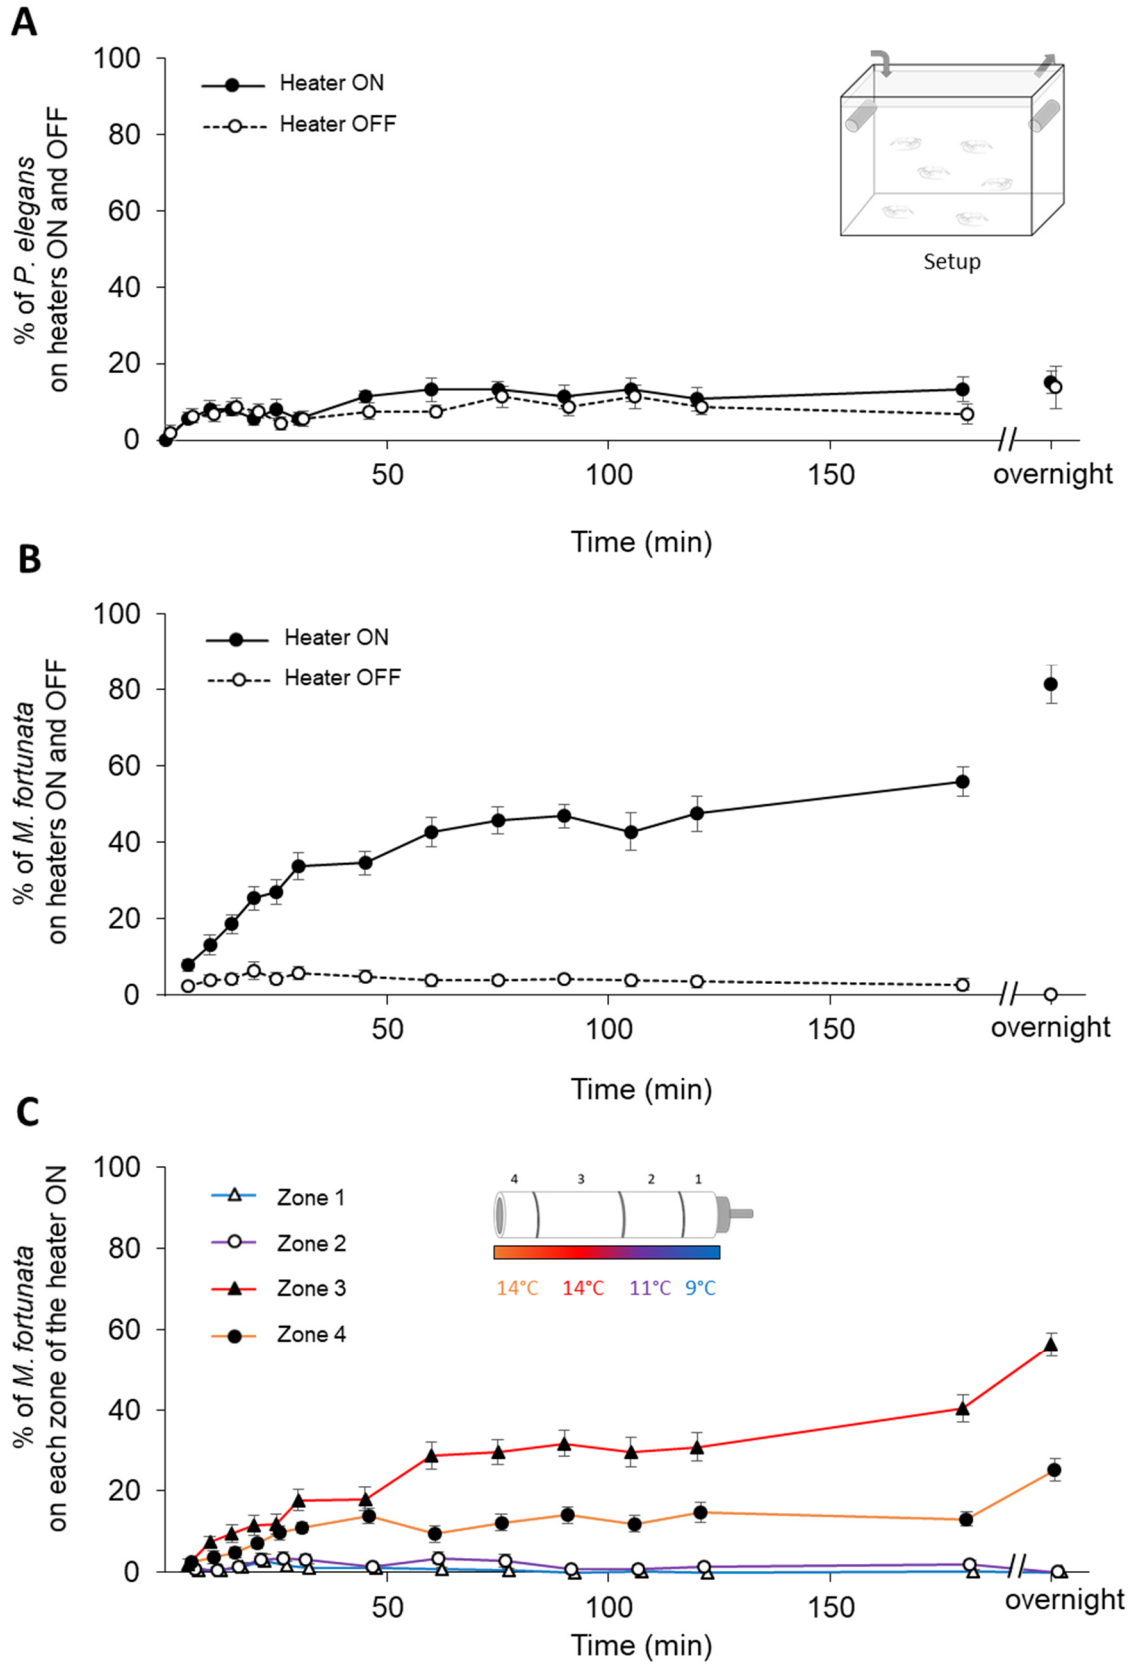 A
% of P. elegans
on heaters ON and OFF
100
80
60
40
20
0
Heater ON
Heater OFF
Setup
50
100
150
overnight
Time (min)
B
% of M. fortunata
on heaters ON and OFF
100
80
60
40
20
0
Heater ON
Heater OFF
50
100
150
overnight
Time (min)
C
% of M. fortunata
on each zone of the heater ON
100
80
60
40
20
0
Zone 1
Zone 2
Zone 3
Zone 4
4 3 2 1
14°C 14°C 11°C 9°C
50
100
150
overnight
Time (min)